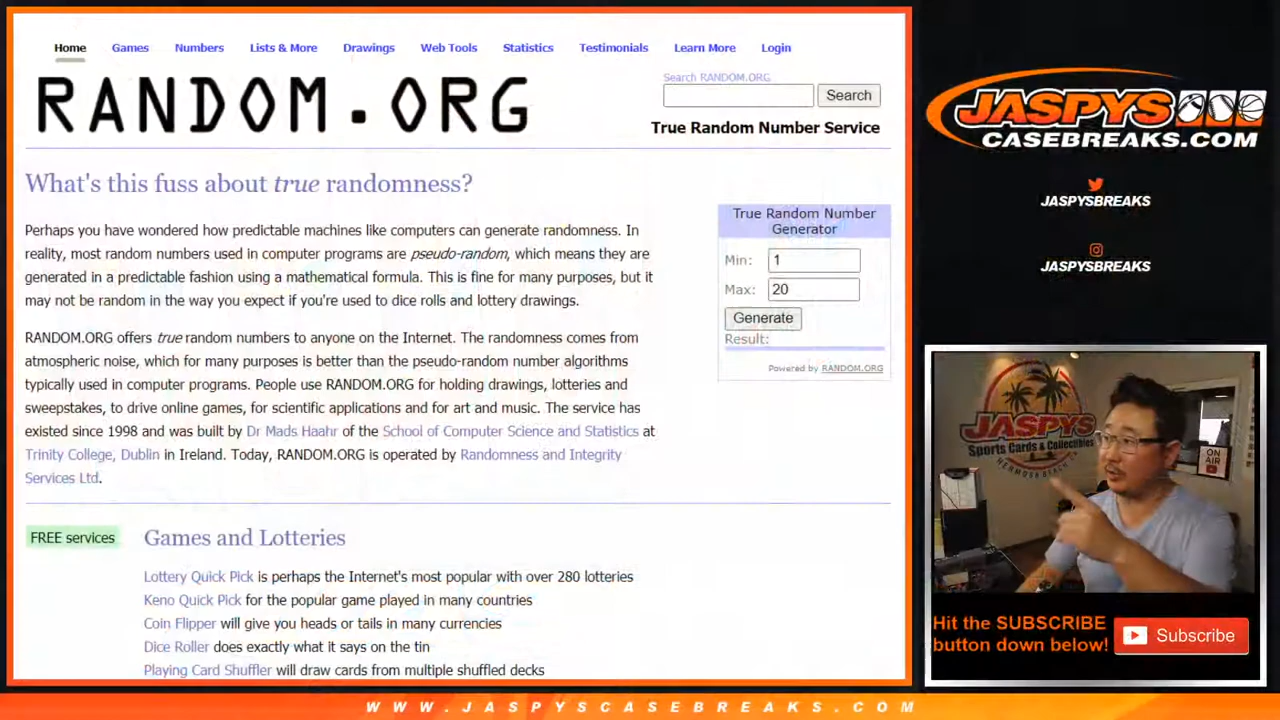 Home Games Numbers Lists & More Drawings Web Tools Statistics Testimonials Learn More Login
RANDOM.ORG
Search RANDOM.ORG
Search
True Random Number Service
What's this fuss about true randomness?
Perhaps you have wondered how predictable machines like computers can generate randomness. In
reality, most random numbers used in computer programs are pseudo-random, which means they are
generated in a predictable fashion using a mathematical formula. This is fine for many purposes, but it
may not be random in the way you expect if you're used to dice rolls and lottery drawings.
RANDOM.ORG offers true random numbers to anyone on the Internet. The randomness comes from
atmospheric noise, which for many purposes is better than the pseudo-random number algorithms
typically used in computer programs. People use RANDOM.ORG for holding drawings, lotteries and
sweepstakes, to drive online games, for scientific applications and for art and music. The service has
existed since 1998 and was built by Dr Mads Haahr of the School of Computer Science and Statistics at
Trinity College, Dublin in Ireland. Today, RANDOM.ORG is operated by Randomness and Integrity
Services Ltd.
True Random Number
Generator
Min: 1
Max: 20
Generate
Result:
Powered by RANDOM.ORG
FREE services
Games and Lotteries
Lottery Quick Pick is perhaps the Internet's most popular with over 280 lotteries
Keno Quick Pick for the popular game played in many countries
Coin Flipper will give you heads or tails in many currencies
Dice Roller does exactly what it says on the tin
Playing Card Shuffler will draw cards from multiple shuffled decks
JASPYS
CASEBREAKS.COM
JASPYSBREAKS
JASPYSBREAKS
JASPYS
Sports Cards & Collectibles
HERMOSA BEACH
ON
AIR
Hit the SUBSCRIBE
button down below!
Subscribe
WWW.JASPYSCASEBREAKS.COM